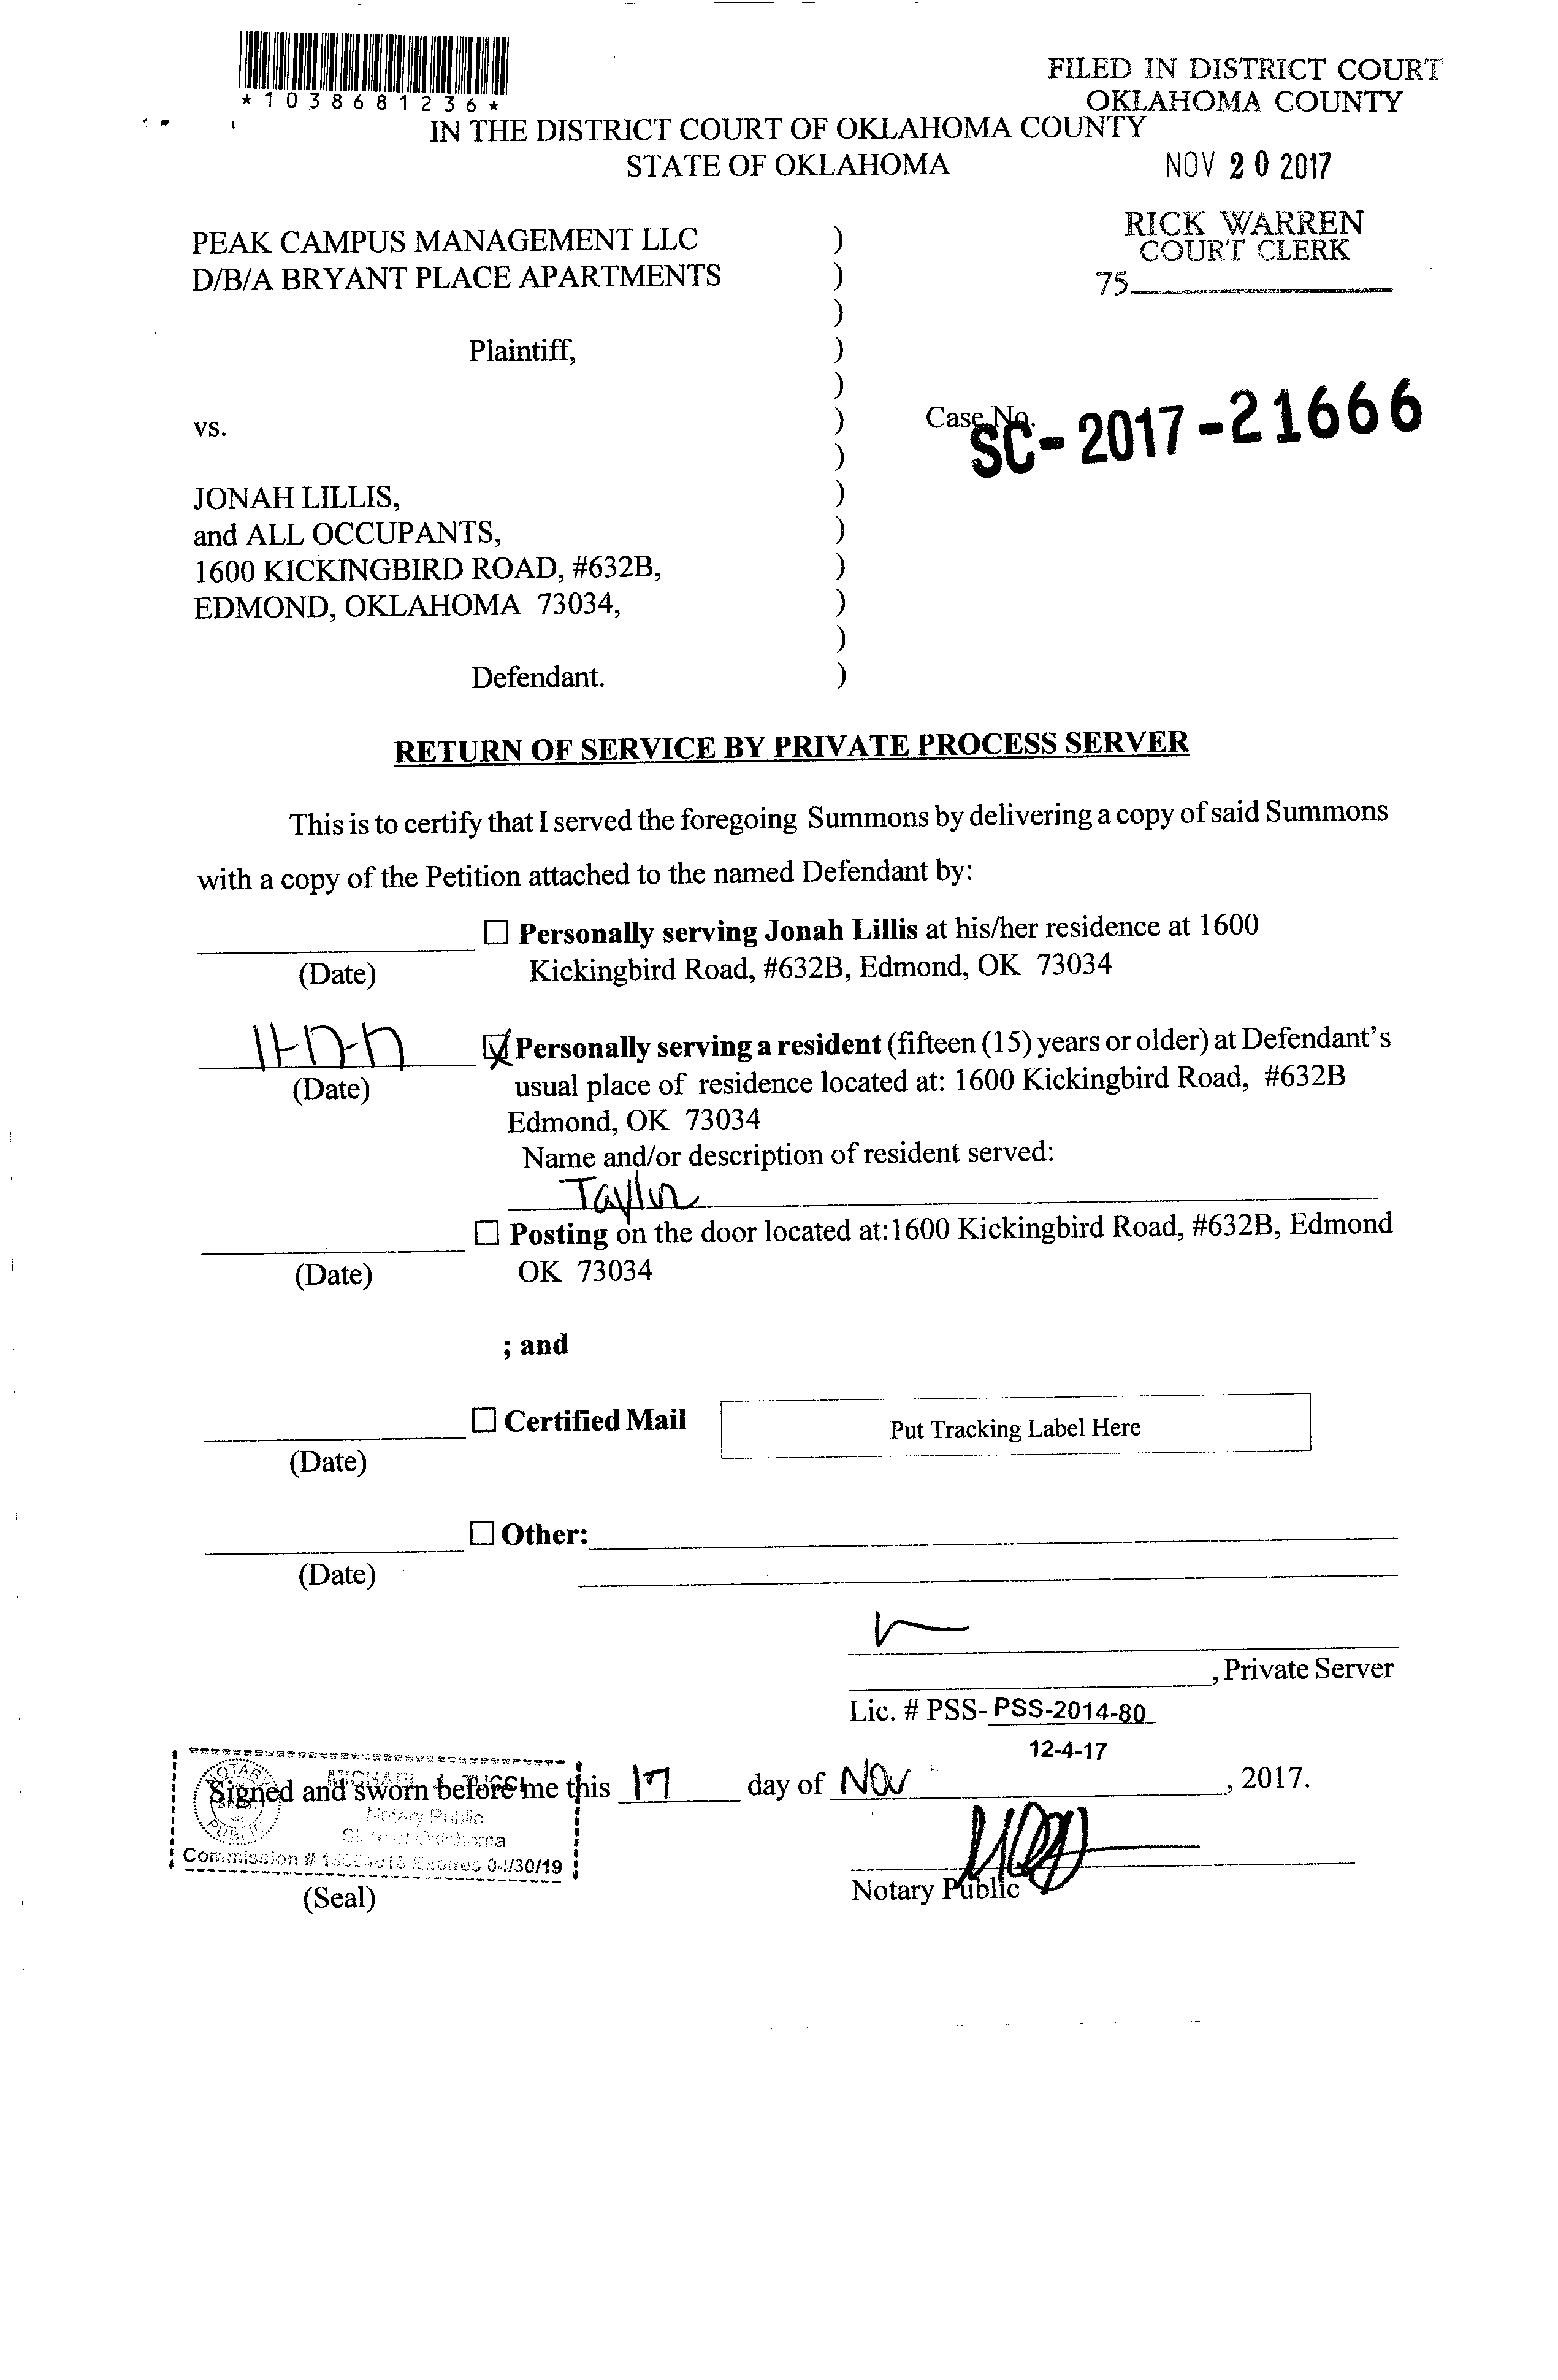 *1038681236*
FILED IN DISTRICT COURT
OKLAHOMA COUNTY
IN THE DISTRICT COURT OF OKLAHOMA COUNTY
STATE OF OKLAHOMA
NOV 20 2017
RICK WARREN
COURT CLERK
75
PEAK CAMPUS MANAGEMENT LLC )
D/B/A BRYANT PLACE APARTMENTS )
)
Plaintiff, )
)
vs. )
Case No. SC-2017-21666
)
JONAH LILLIS, )
and ALL OCCUPANTS, )
1600 KICKINGBIRD ROAD, #632B, )
EDMOND, OKLAHOMA 73034, )
)
Defendant. )
RETURN OF SERVICE BY PRIVATE PROCESS SERVER
This is to certify that I served the foregoing Summons by delivering a copy of said Summons
with a copy of the Petition attached to the named Defendant by:
☐ Personally serving Jonah Lillis at his/her residence at 1600
(Date) Kickingbird Road, #632B, Edmond, OK 73034
11-17-17 ☑ Personally serving a resident (fifteen (15) years or older) at Defendant's
(Date) usual place of residence located at: 1600 Kickingbird Road, #632B
Edmond, OK 73034
Name and/or description of resident served:
Taylor
☐ Posting on the door located at:1600 Kickingbird Road, #632B, Edmond
(Date) OK 73034
; and
☐ Certified Mail Put Tracking Label Here
(Date)
☐ Other:
(Date)
, Private Server
Lic. # PSS- PSS-2014-80
12-4-17
Signed and sworn before me this 17 day of Nov, 2017.
NOTARY
PUBLIC
MICHAEL
Notary Public
State of Oklahoma
Commission # Expires 04/30/19
(Seal)
Notary Public